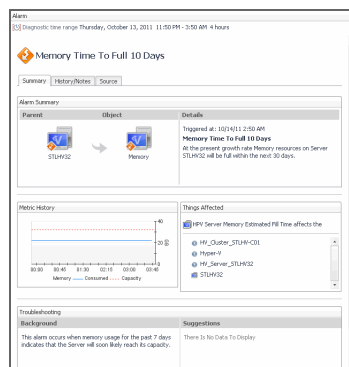 Alarm
Diagnostic time range Thursday, October 13, 2011 11:50 PM - 3:50 AM 4 hours
Memory Time To Full 10 Days
Summary History/Notes Source
Alarm Summary
Parent Object Details
STLHV32
Memory
Triggered at: 10/14/11 2:50 AM
Memory Time To Full 10 Days
At the present growth rate Memory resources on Server
STLHV32 will be full within the next 30 days.
Metric History
40
20
0
GB
00:00 00:45 01:30 02:15 03:00 03:45
Memory Consumed Capacity
Things Affected
HPV Server Memory Estimated Fill Time affects the
HV_Cluster_STLHV-C01
Hyper-V
HV_Server_STLHV32
STLHV32
Troubleshooting
Background Suggestions
This alarm occurs when memory usage for the past 7 days
indicates that the Server will soon likely reach its capacity.
There Is No Data To Display